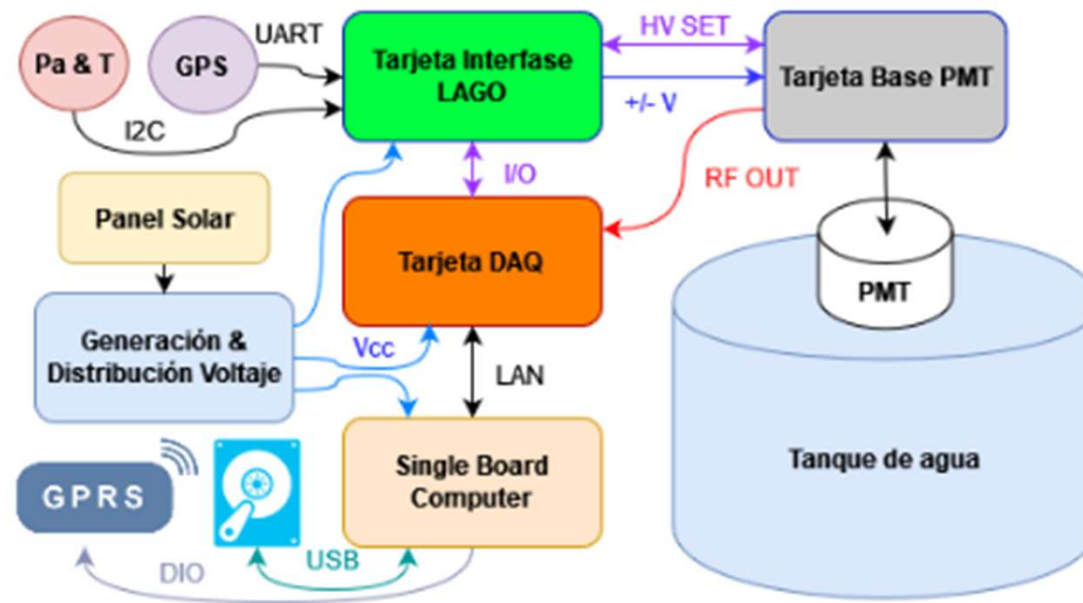 Pa & T
GPS
UART
I2C
Tarjeta Interfase
LAGO
HV SET
+/- V
Tarjeta Base PMT
I/O
RF OUT
Panel Solar
Tarjeta DAQ
PMT
Generación &
Distribución Voltaje
Vcc
LAN
Tanque de agua
GPRS
Single Board
Computer
USB
DIO